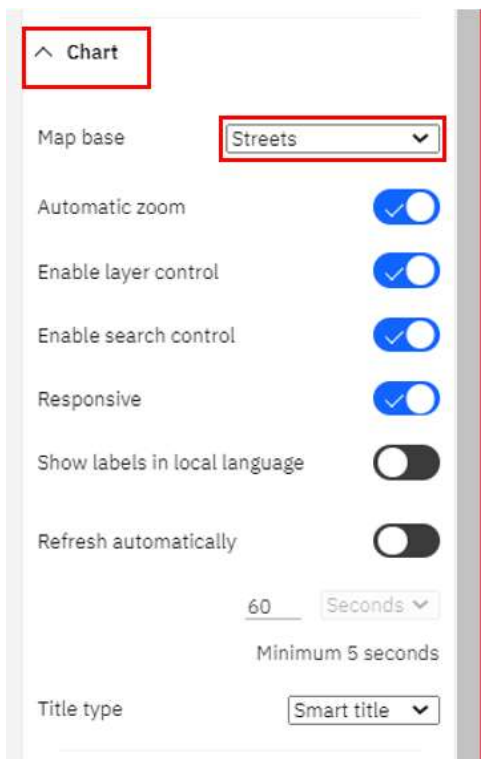 Chart
Map base Streets
Automatic zoom
Enable layer control
Enable search control
Responsive
Show labels in local language
Refresh automatically
60 Seconds
Minimum 5 seconds
Title type Smart title